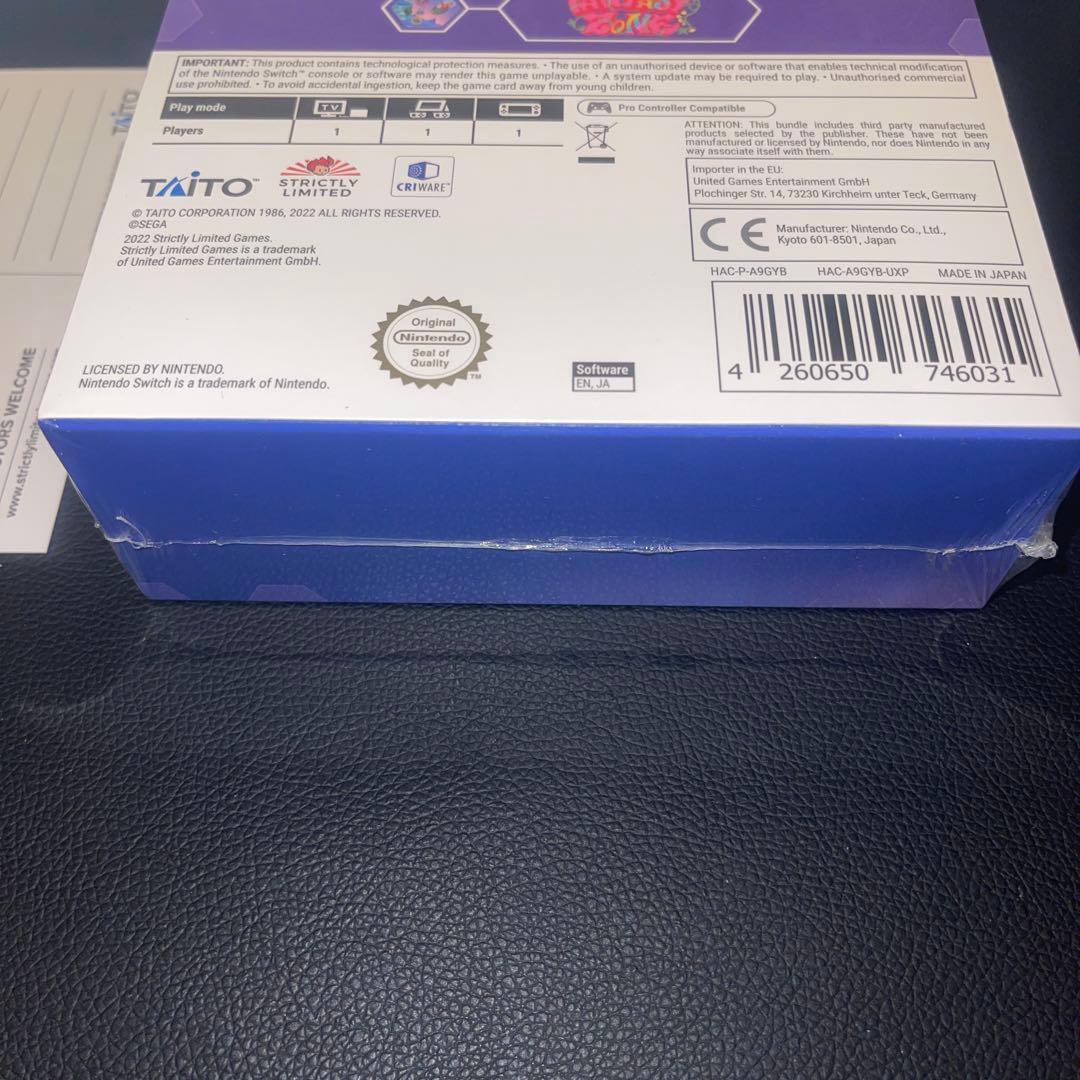 ZONE
IMPORTANT: This product contains technological protection measures. • The use of an unauthorised device or software that enables technical modification
of the Nintendo Switch™ console or software may render this game unplayable. • A system update may be required to play. • Unauthorised commercial
use prohibited. • To avoid accidental ingestion, keep the game card away from young children.
Play mode
TV
Players
1
1
1
Pro Controller Compatible
ATTENTION: This bundle includes third party manufactured
products selected by the publisher. These have not been
manufactured or licensed by Nintendo, nor does Nintendo in any
way associate itself with them.
Importer in the EU:
United Games Entertainment GmbH
Plochinger Str. 14, 73230 Kirchheim unter Teck, Germany
CE
Manufacturer: Nintendo Co., Ltd.,
Kyoto 601-8501, Japan
HAC-P-A9GYB HAC-A9GYB-UXP MADE IN JAPAN
4 260650 746031
TAITO™
STRICTLY
LIMITED
CRIWARE™
© TAITO CORPORATION 1986, 2022 ALL RIGHTS RESERVED.
©SEGA
2022 Strictly Limited Games.
Strictly Limited Games is a trademark
of United Games Entertainment GmbH.
Original
Nintendo
Seal of
Quality
TM
LICENSED BY NINTENDO.
Nintendo Switch is a trademark of Nintendo.
Software
EN, JA
TAITO
WELCOME